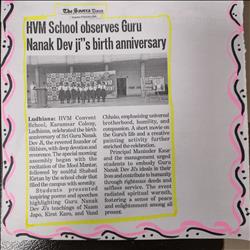 The Savera Times
HVM School observes Guru
Nanak Dev ji"s birth anniversary
Ludhiana: HVM Convent
School, Karamsar Colony,
Ludhiana, celebrated the birth
anniversary of Sri Guru Nanak
Dev Ji, the revered founder of
Sikhism, with deep devotion and
reverence. The special morning
assembly began with the
recitation of the Mool Mantar,
followed by soulful Shabad
Kirtan by the school choir that
filled the campus with serenity.
Students presented
inspiring poems and speeches
highlighting Guru Nanak
Dev Ji's teachings of Naam
Japo, Kirat Karo, and Vand
Chhako, emphasising universal
brotherhood, humility, and
compassion. A short movie on
the Guru's life and a creative
painting activity further
enriched the celebration.
Principal Maninder Kaur
and the management urged
students to embody Guru
Nanak Dev Ji's ideals in their
lives and contribute to humanity
through righteous deeds and
selfless service. The event
radiated spiritual warmth,
fostering a sense of peace
and enlightenment among all
present.